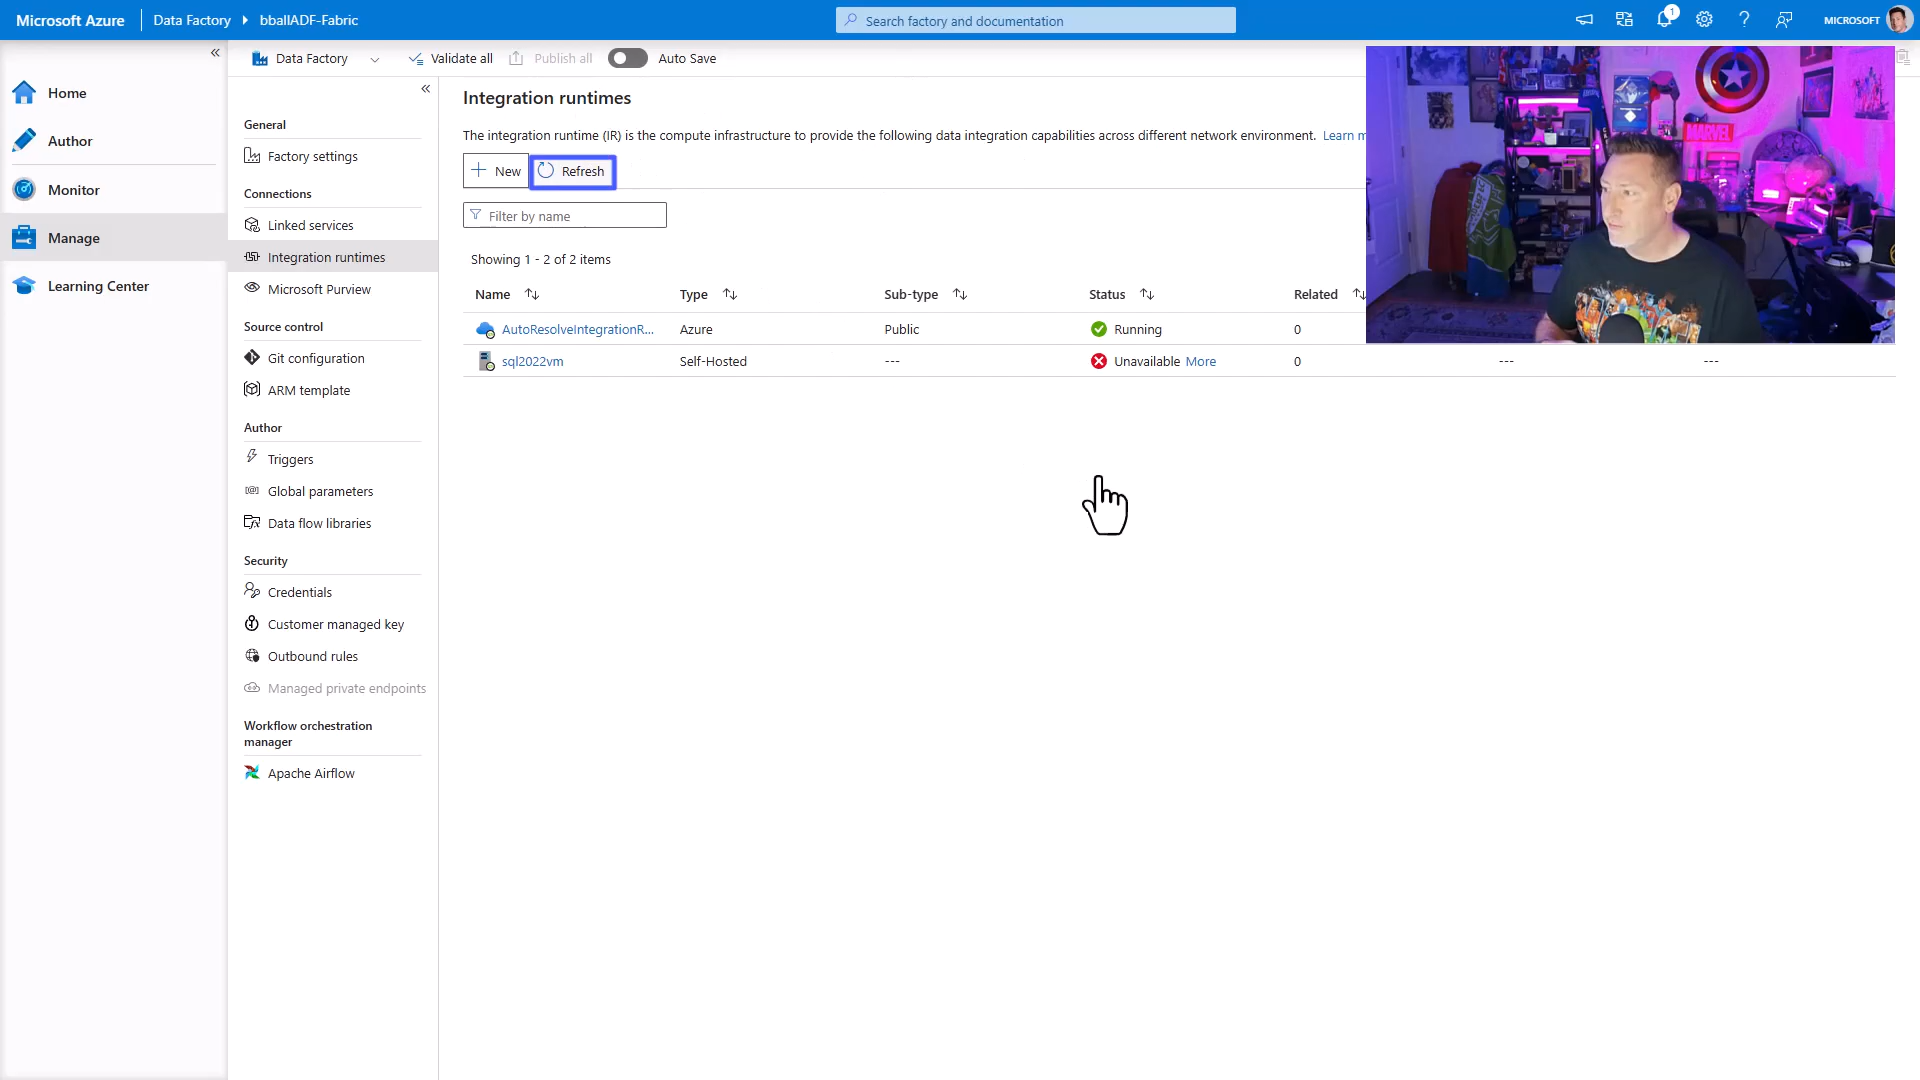 Microsoft Azure
Data Factory
bballADF-Fabric
Search factory and documentation
1
MICROSOFT
Data Factory
Validate all
Publish all
Auto Save
Home
Author
Monitor
Manage
Learning Center
General
Factory settings
Connections
Linked services
Integration runtimes
Microsoft Purview
Source control
Git configuration
ARM template
Author
Triggers
Global parameters
Data flow libraries
Security
Credentials
Customer managed key
Outbound rules
Managed private endpoints
Workflow orchestration
manager
Apache Airflow
Integration runtimes
The integration runtime (IR) is the compute infrastructure to provide the following data integration capabilities across different network environment. Learn m
New
Refresh
Filter by name
Showing 1 - 2 of 2 items
Name Type Sub-type Status Related
AutoResolveIntegrationR... Azure Public Running 0
sql2022vm Self-Hosted --- Unavailable More 0 --- ---
MARVEL